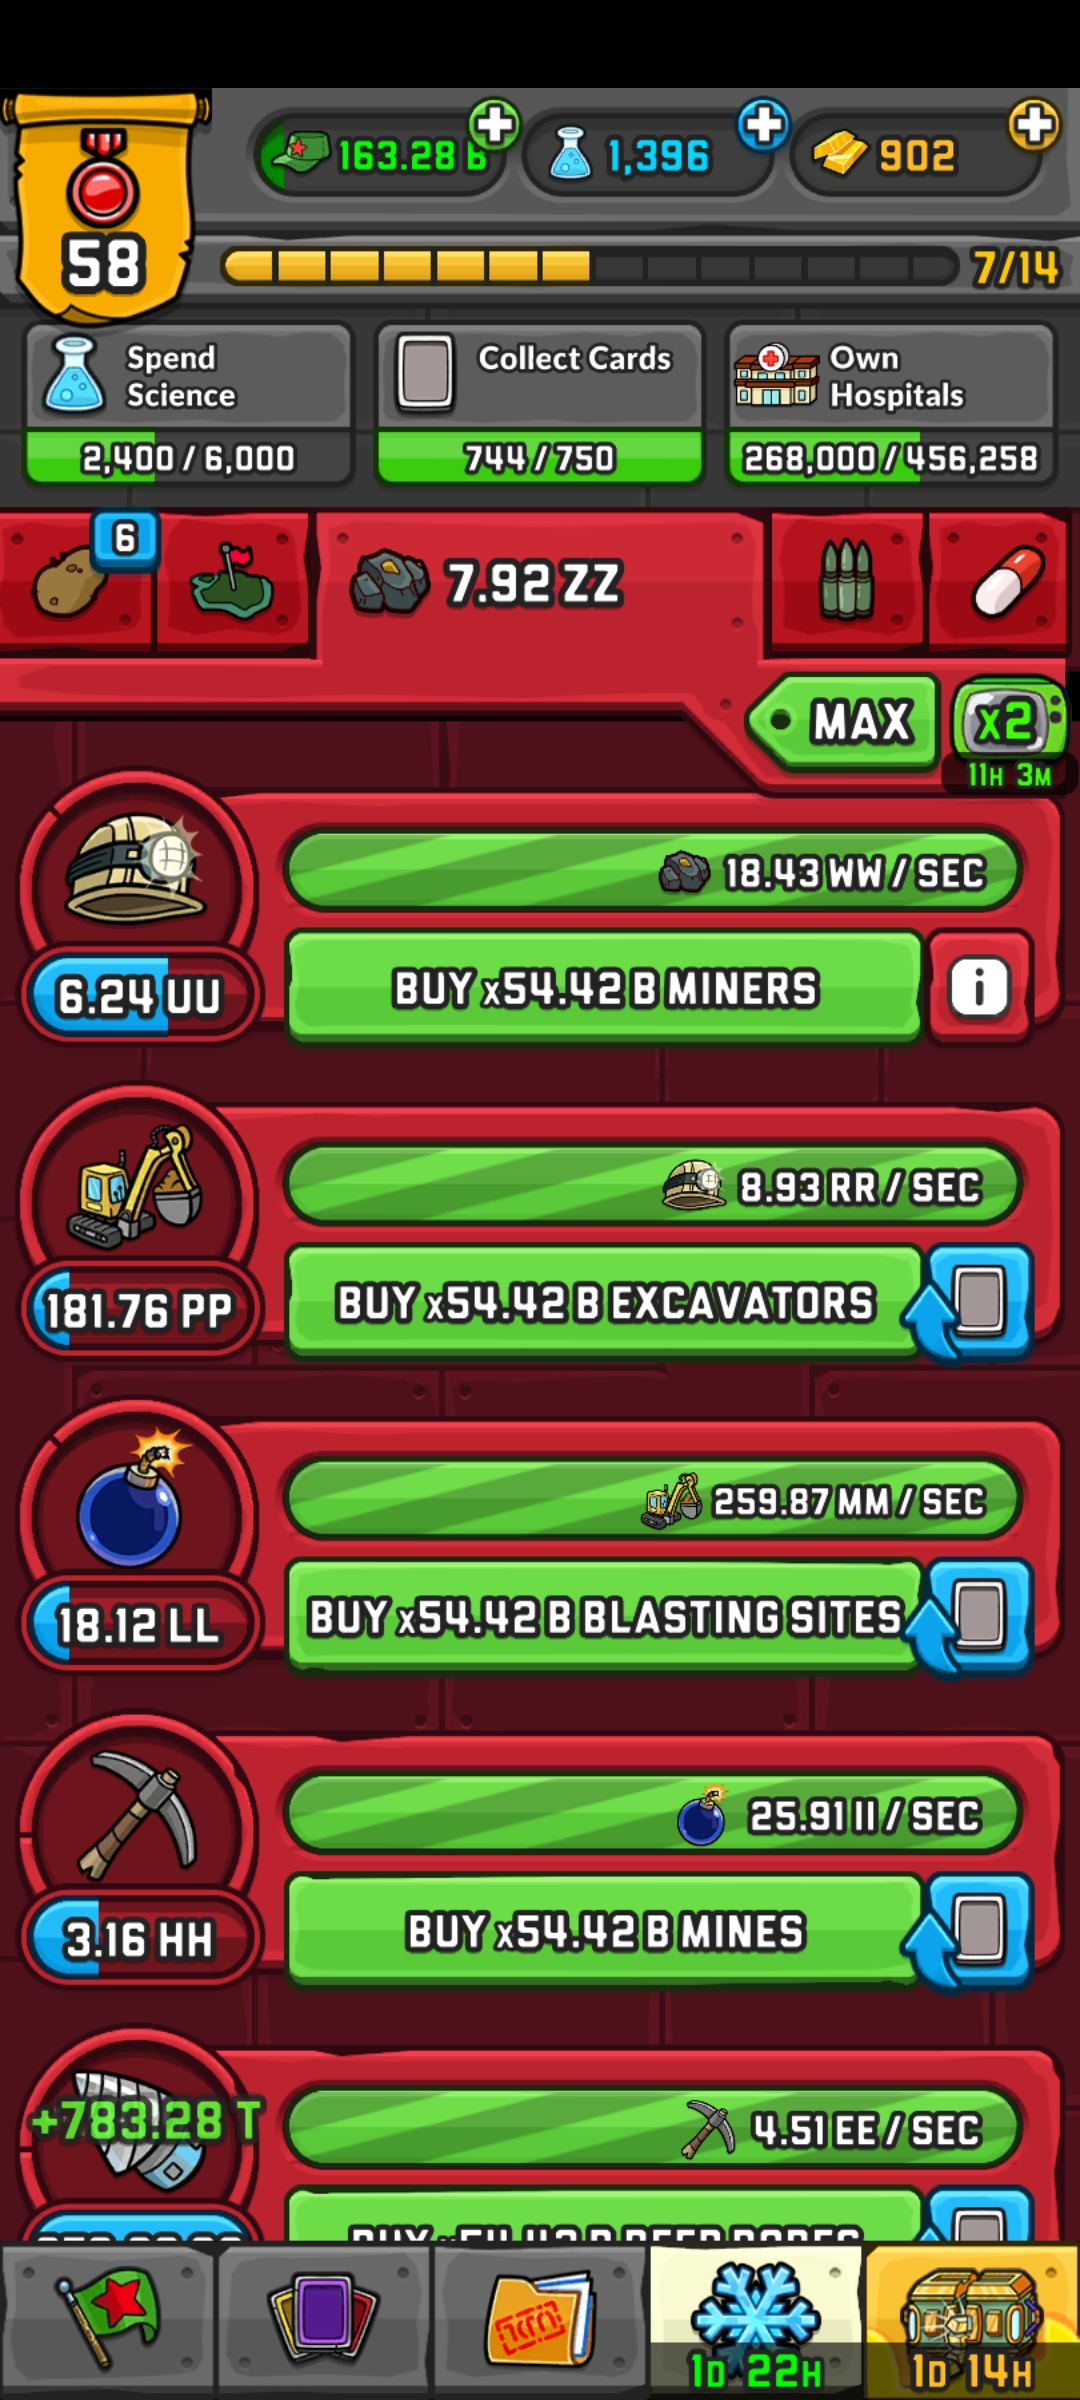 163.28 B
1,396
902
58
7/14
Spend
Science
2,400 / 6,000
Collect Cards
744 / 750
Own
Hospitals
268,000 / 456,258
6
7.92 ZZ
MAX
x2
11H 3M
18.43 WW / SEC
6.24 UU
BUY x54.42 B MINERS
i
8.93 RR / SEC
181.76 PP
BUY x54.42 B EXCAVATORS
259.87 MM / SEC
18.12 LL
BUY x54.42 B BLASTING SITES
25.91 II / SEC
3.16 HH
BUY x54.42 B MINES
+783.28 T
4.51 EE / SEC
1D 22H
1D 14H